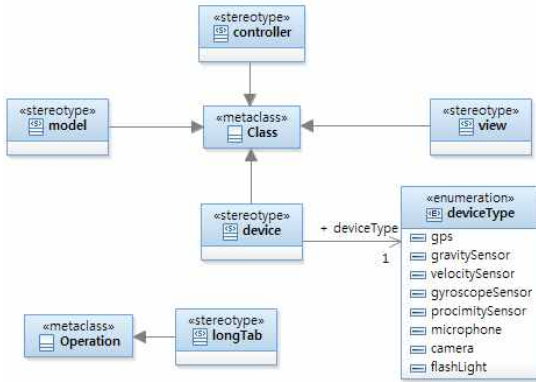 «stereotype»
controller
«stereotype»
model
«metaclass»
Class
«stereotype»
view
«stereotype»
device
+ deviceType
1
«enumeration»
deviceType
gps
gravitySensor
velocitySensor
gyroscopeSensor
procimitySensor
microphone
camera
flashLight
«metaclass»
Operation
«stereotype»
longTab